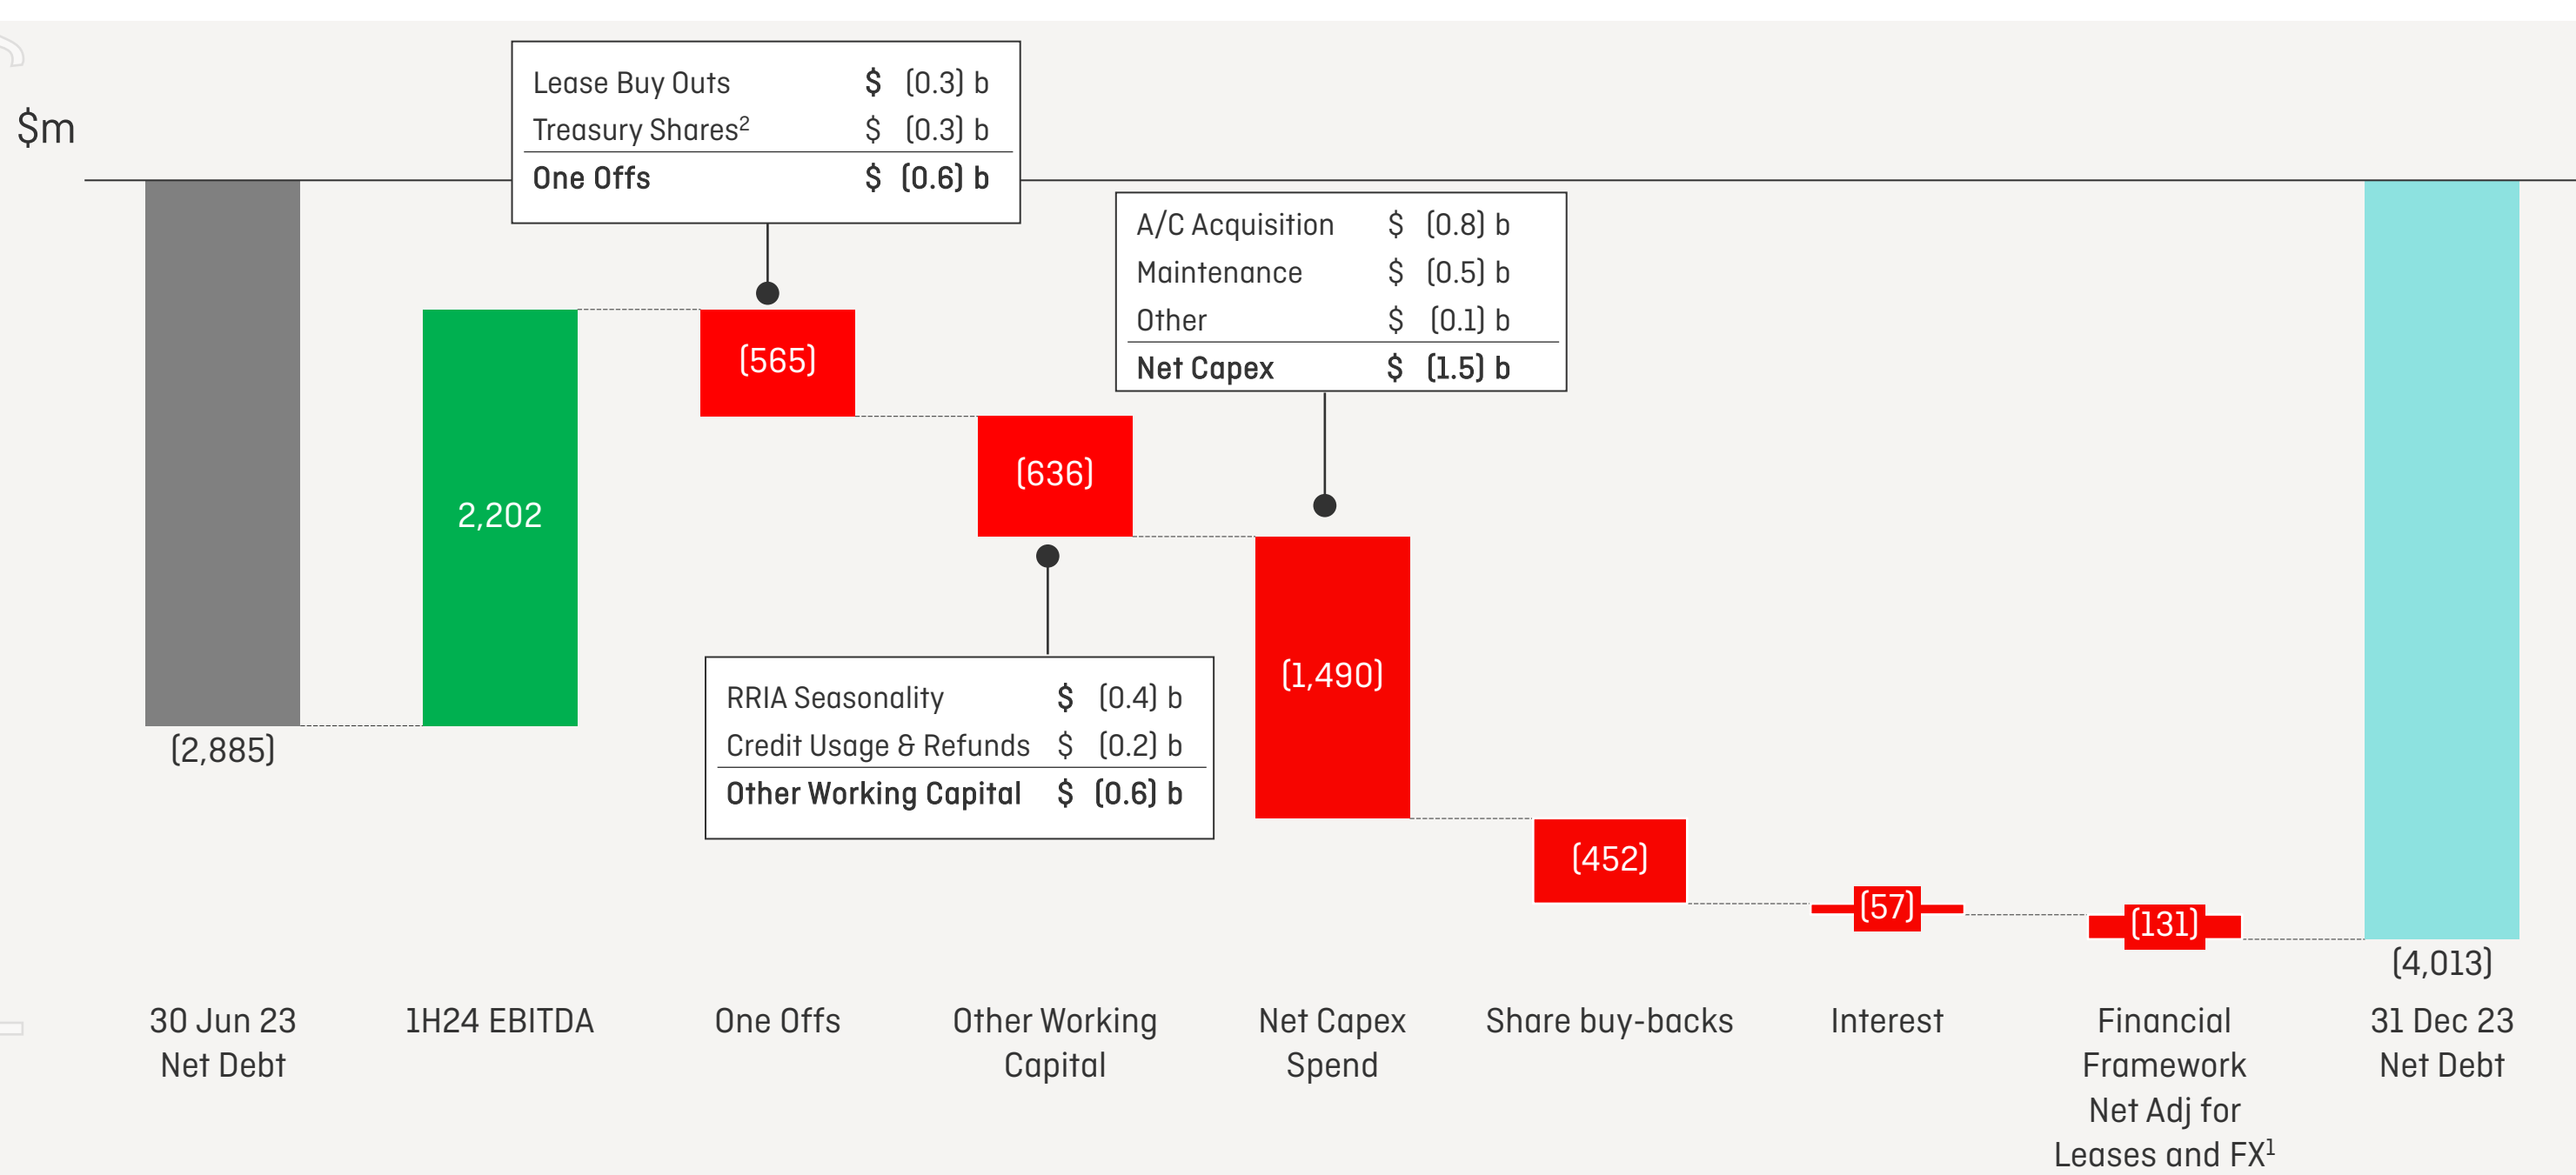 $m
Lease Buy Outs $ (0.3) b
Treasury Shares² $ (0.3) b
One Offs $ (0.6) b
A/C Acquisition $ (0.8) b
Maintenance $ (0.5) b
Other $ (0.1) b
Net Capex $ (1.5) b
(565)
(636)
2,202
(1,490)
RRIA Seasonality $ (0.4) b
Credit Usage & Refunds $ (0.2) b
Other Working Capital $ (0.6) b
(2,885)
(452)
(57)
(131)
(4,013)
30 Jun 23
Net Debt
1H24 EBITDA
One Offs
Other Working
Capital
Net Capex
Spend
Share buy-backs
Interest
Financial
Framework
Net Adj for
Leases and FX¹
31 Dec 23
Net Debt